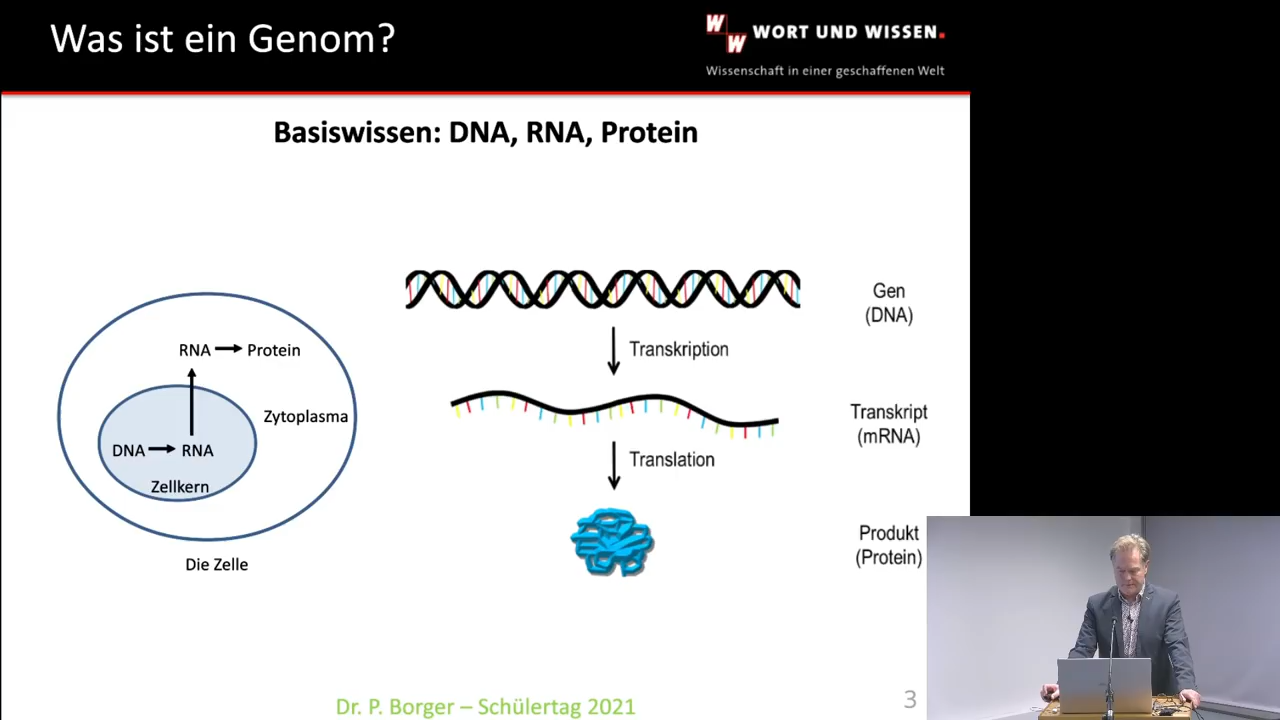 Was ist ein Genom?
W
W
WORT UND WISSEN.
Wissenschaft in einer geschaffenen Welt
Basiswissen: DNA, RNA, Protein
RNA Protein
Zytoplasma
DNA RNA
Zellkern
Die Zelle
Gen
(DNA)
Transkription
Transkript
(mRNA)
Translation
Produkt
(Protein)
Dr. P. Borger – Schülertag 2021
3